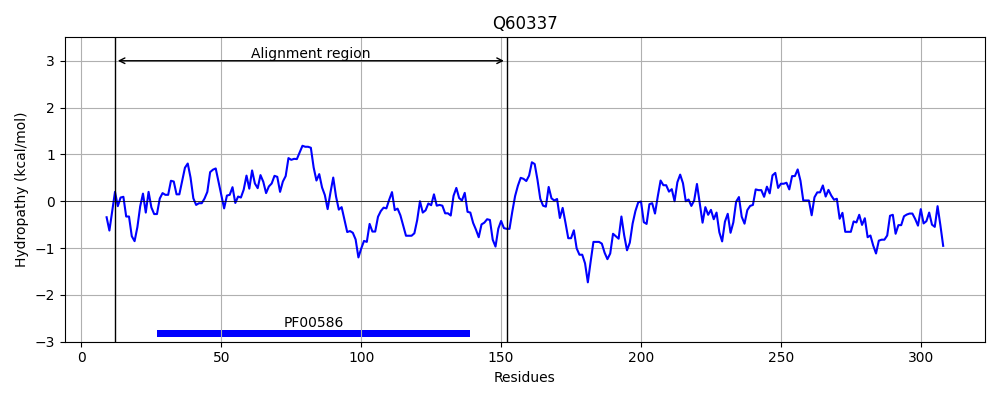 Q60337
Alignment region
PF00586
3
2
1
0
−1
−2
−3
0 50 100 150 200 250 300
Hydropathy (kcal/mol)
Residues